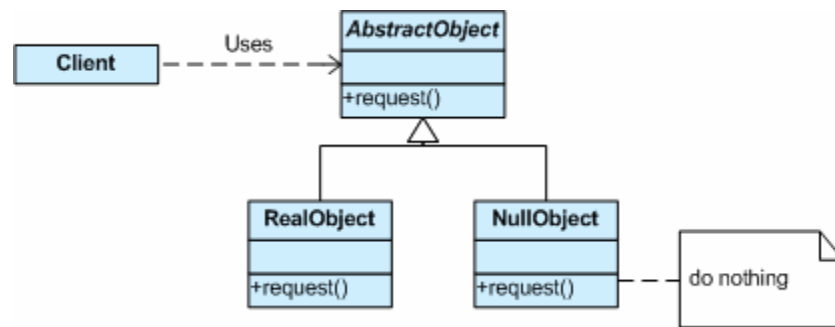 AbstractObject
Uses
Client
+request()
RealObject
NullObject
+request()
+request()
do nothing